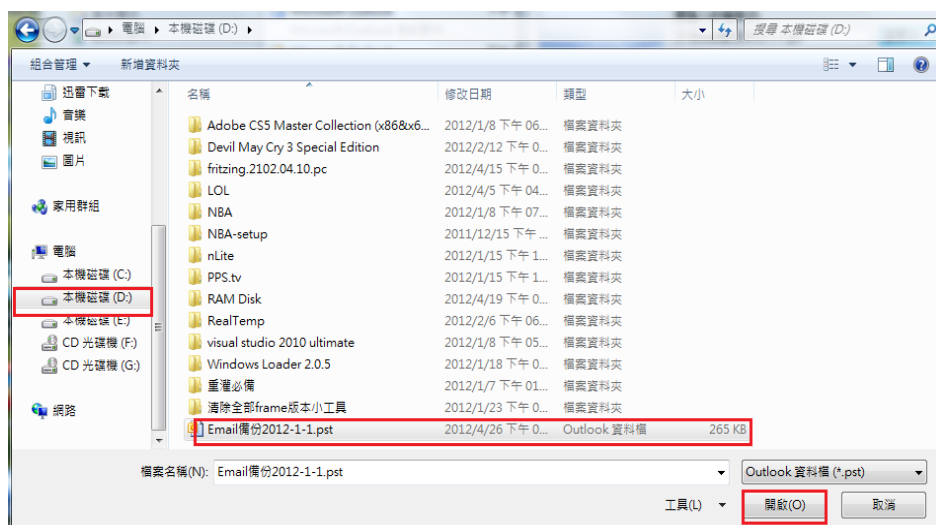 電腦 本機磁碟 (D:) 搜尋 本機磁碟 (D:)
組合管理 新增資料夾
迅雷下載
音樂
視訊
圖片
家用群組
電腦
本機磁碟 (C:)
本機磁碟 (D:)
本機磁碟 (E:)
CD 光碟機 (F:)
CD 光碟機 (G:)
網路
名稱 修改日期 類型 大小
Adobe CS5 Master Collection (x86&x6... 2012/1/8 下午 06... 檔案資料夾
Devil May Cry 3 Special Edition 2012/2/12 下午 0... 檔案資料夾
fritzing.2102.04.10.pc 2012/4/15 下午 0... 檔案資料夾
LOL 2012/4/5 下午 04... 檔案資料夾
NBA 2012/1/8 下午 07... 檔案資料夾
NBA-setup 2011/12/15 下午 ... 檔案資料夾
nLite 2012/1/15 下午 1... 檔案資料夾
PPS.tv 2012/1/15 下午 1... 檔案資料夾
RAM Disk 2012/4/19 下午 0... 檔案資料夾
RealTemp 2012/2/6 下午 06... 檔案資料夾
visual studio 2010 ultimate 2012/1/8 下午 05... 檔案資料夾
Windows Loader 2.0.5 2012/1/18 下午 0... 檔案資料夾
重灌必備 2012/1/7 下午 01... 檔案資料夾
清除全部frame版本小工具 2012/1/23 下午 0... 檔案資料夾
Email備份2012-1-1.pst 2012/4/26 下午 0... Outlook 資料檔 265 KB
檔案名稱(N): Email備份2012-1-1.pst Outlook 資料檔 (*.pst)
工具(L) 開啟(O) 取消